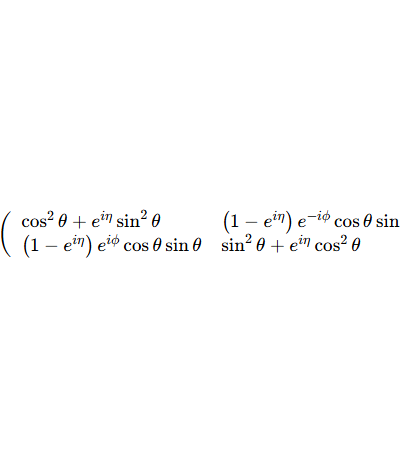 ( cos² θ + e^{iη} sin² θ (1 − e^{iη}) e^{−iϕ} cos θ sin
(1 − e^{iη}) e^{iϕ} cos θ sin θ sin² θ + e^{iη} cos² θ